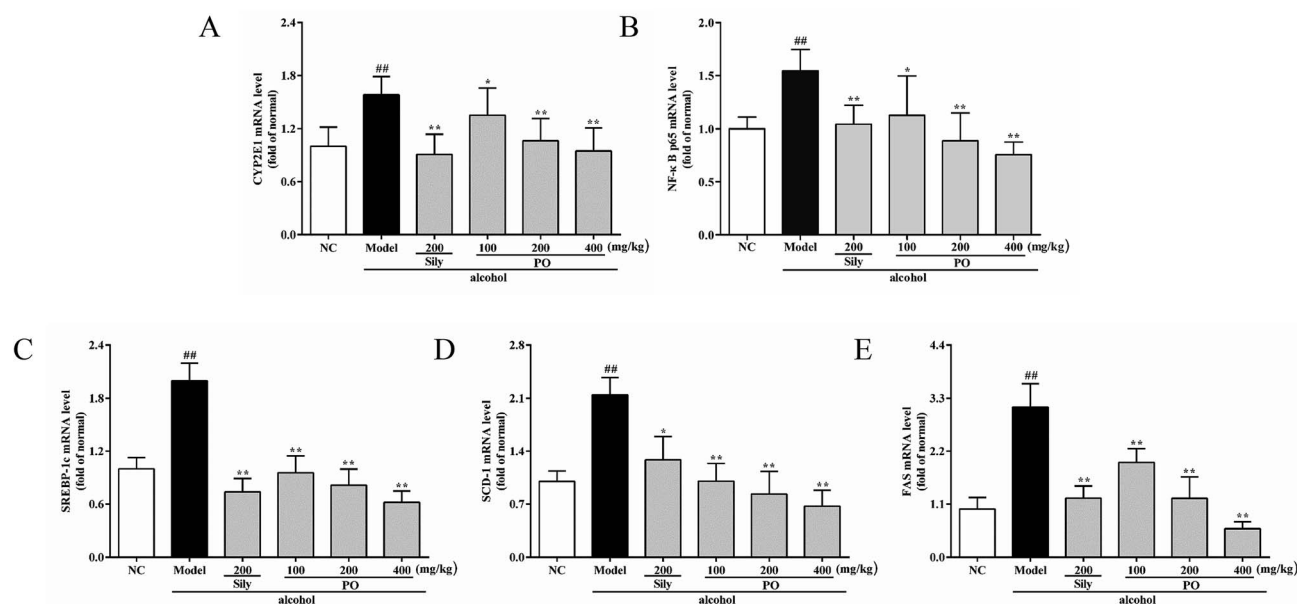 A
CYP2E1 mRNA level
(fold of normal)
2.4
1.8
1.2
0.6
0.0
##
**
*
**
**
NC Model 200 100 200 400 (mg/kg)
Sily PO
alcohol
B
NF-κ B p65 mRNA level
(fold of normal)
2.0
1.5
1.0
0.5
0.0
##
**
*
**
**
NC Model 200 100 200 400 (mg/kg)
Sily PO
alcohol
C
SREBP-1c mRNA level
(fold of normal)
2.4
1.8
1.2
0.6
0.0
##
**
**
**
**
NC Model 200 100 200 400 (mg/kg)
Sily PO
alcohol
D
SCD-1 mRNA level
(fold of normal)
2.8
2.1
1.4
0.7
0.0
##
*
**
**
**
NC Model 200 100 200 400 (mg/kg)
Sily PO
alcohol
E
FAS mRNA level
(fold of normal)
4.4
3.3
2.2
1.1
0.0
##
**
**
**
**
NC Model 200 100 200 400 (mg/kg)
Sily PO
alcohol